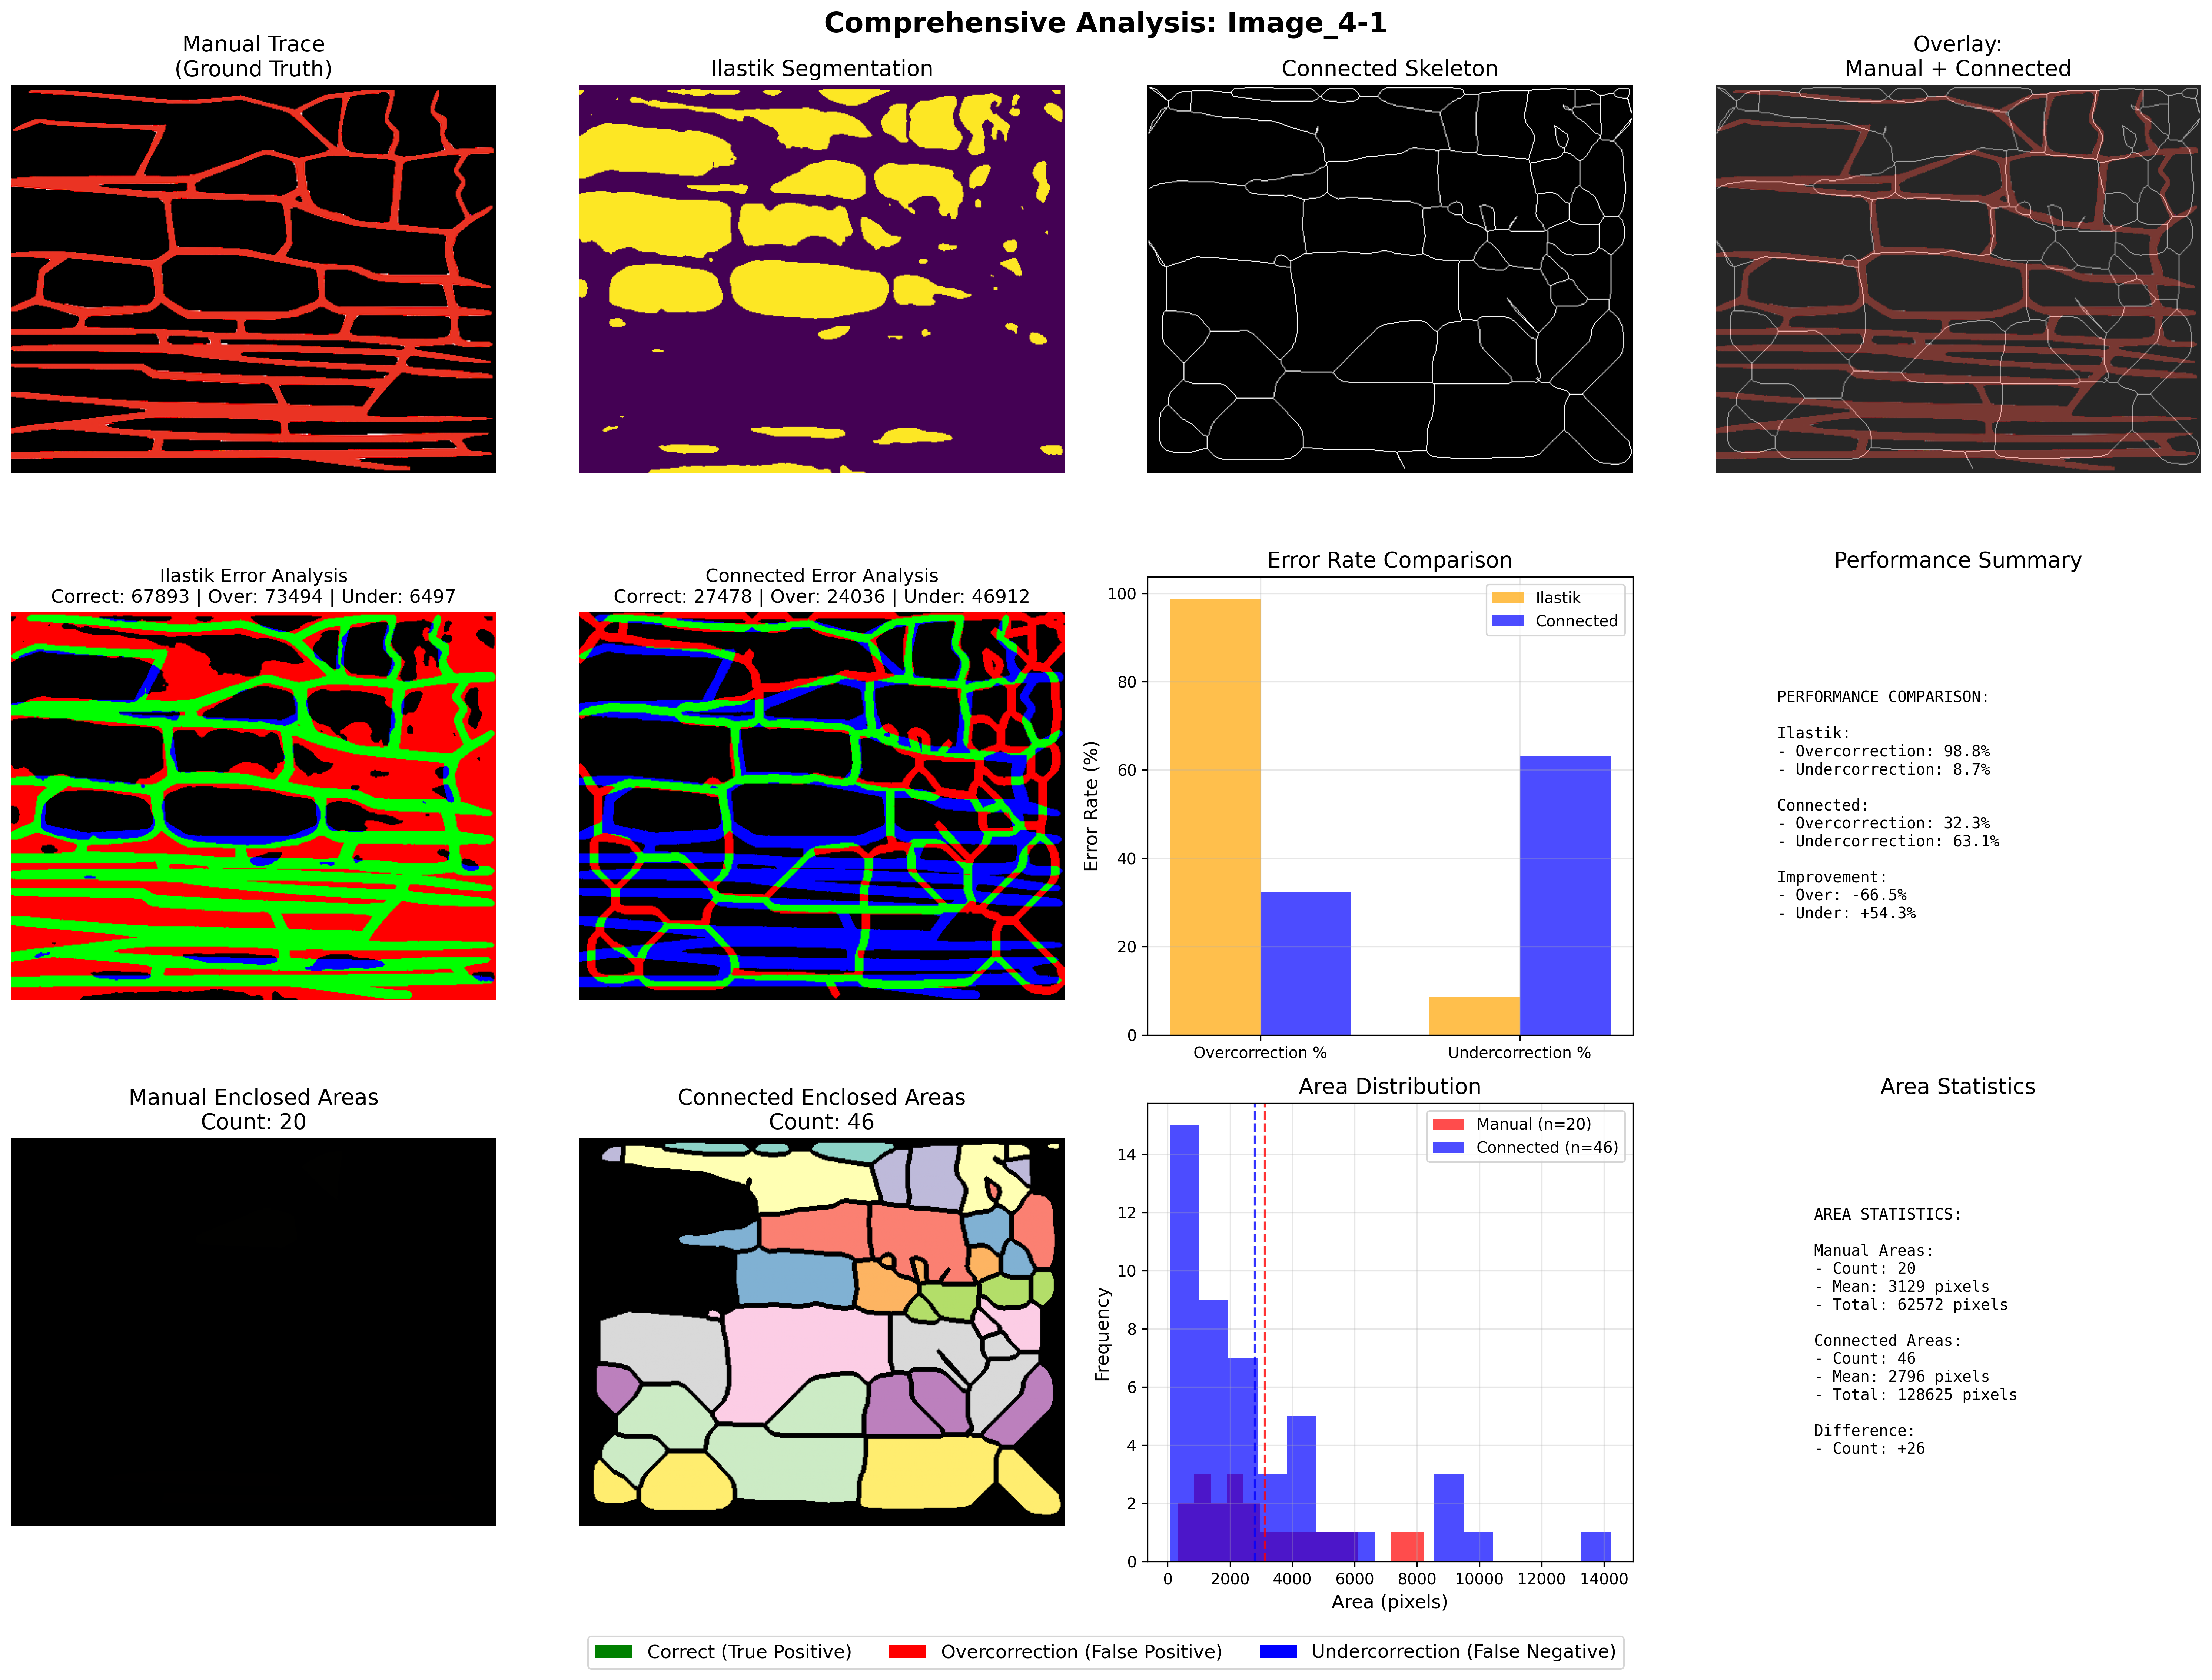 Comprehensive Analysis: Image_4-1
Manual Trace
(Ground Truth)
Ilastik Segmentation
Connected Skeleton
Overlay:
Manual + Connected
Ilastik Error Analysis
Correct: 67893 | Over: 73494 | Under: 6497
Connected Error Analysis
Correct: 27478 | Over: 24036 | Under: 46912
Error Rate Comparison
Error Rate (%)
100
80
60
40
20
0
Ilastik
Connected
Overcorrection %
Undercorrection %
Performance Summary
PERFORMANCE COMPARISON:
Ilastik:
- Overcorrection: 98.8%
- Undercorrection: 8.7%
Connected:
- Overcorrection: 32.3%
- Undercorrection: 63.1%
Improvement:
- Over: -66.5%
- Under: +54.3%
Manual Enclosed Areas
Count: 20
Connected Enclosed Areas
Count: 46
Area Distribution
Frequency
14
12
10
8
6
4
2
0
Manual (n=20)
Connected (n=46)
0 2000 4000 6000 8000 10000 12000 14000
Area (pixels)
Area Statistics
AREA STATISTICS:
Manual Areas:
- Count: 20
- Mean: 3129 pixels
- Total: 62572 pixels
Connected Areas:
- Count: 46
- Mean: 2796 pixels
- Total: 128625 pixels
Difference:
- Count: +26
Correct (True Positive)
Overcorrection (False Positive)
Undercorrection (False Negative)